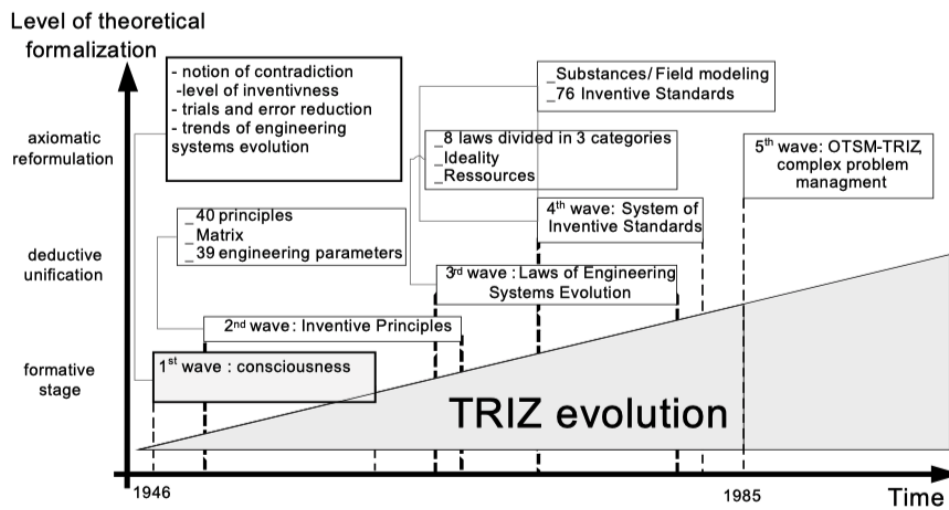 Level of theoretical
formalization
- notion of contradiction
-level of inventivness
- trials and error reduction
- trends of engineering
systems evolution
_Substances/Field modeling
_76 Inventive Standards
axiomatic
reformulation
_8 laws divided in 3 categories
_Ideality
_Ressources
5th wave: OTSM-TRIZ,
complex problem
managment
_40 principles
_Matrix
_39 engineering parameters
4th wave: System of
Inventive Standards
deductive
unification
3rd wave : Laws of Engineering
Systems Evolution
2nd wave : Inventive Principles
formative
stage
1st wave : consciousness
TRIZ evolution
1946
1985
Time